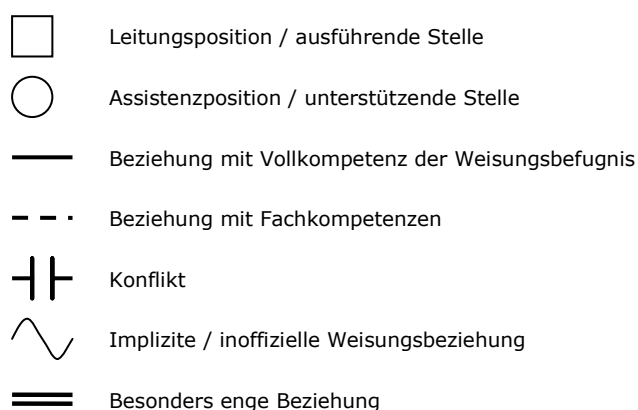 Leitungsposition / ausführende Stelle
Assistenzposition / unterstützende Stelle
Beziehung mit Vollkompetenz der Weisungsbefugnis
Beziehung mit Fachkompetenzen
Konflikt
Implizite / inoffizielle Weisungsbeziehung
Besonders enge Beziehung